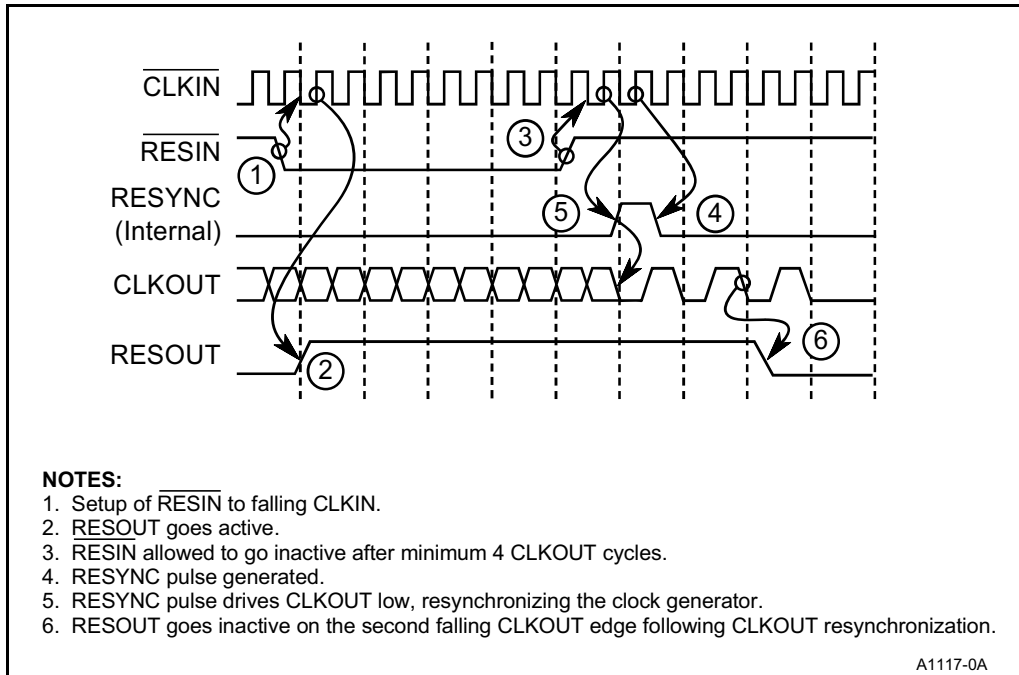 CLKIN
RESIN
3
1
RESYNC
(Internal)
5
4
CLKOUT
RESOUT
2
6
NOTES:
1. Setup of RESIN to falling CLKIN.
2. RESOUT goes active.
3. RESIN allowed to go inactive after minimum 4 CLKOUT cycles.
4. RESYNC pulse generated.
5. RESYNC pulse drives CLKOUT low, resynchronizing the clock generator.
6. RESOUT goes inactive on the second falling CLKOUT edge following CLKOUT resynchronization.
A1117-0A